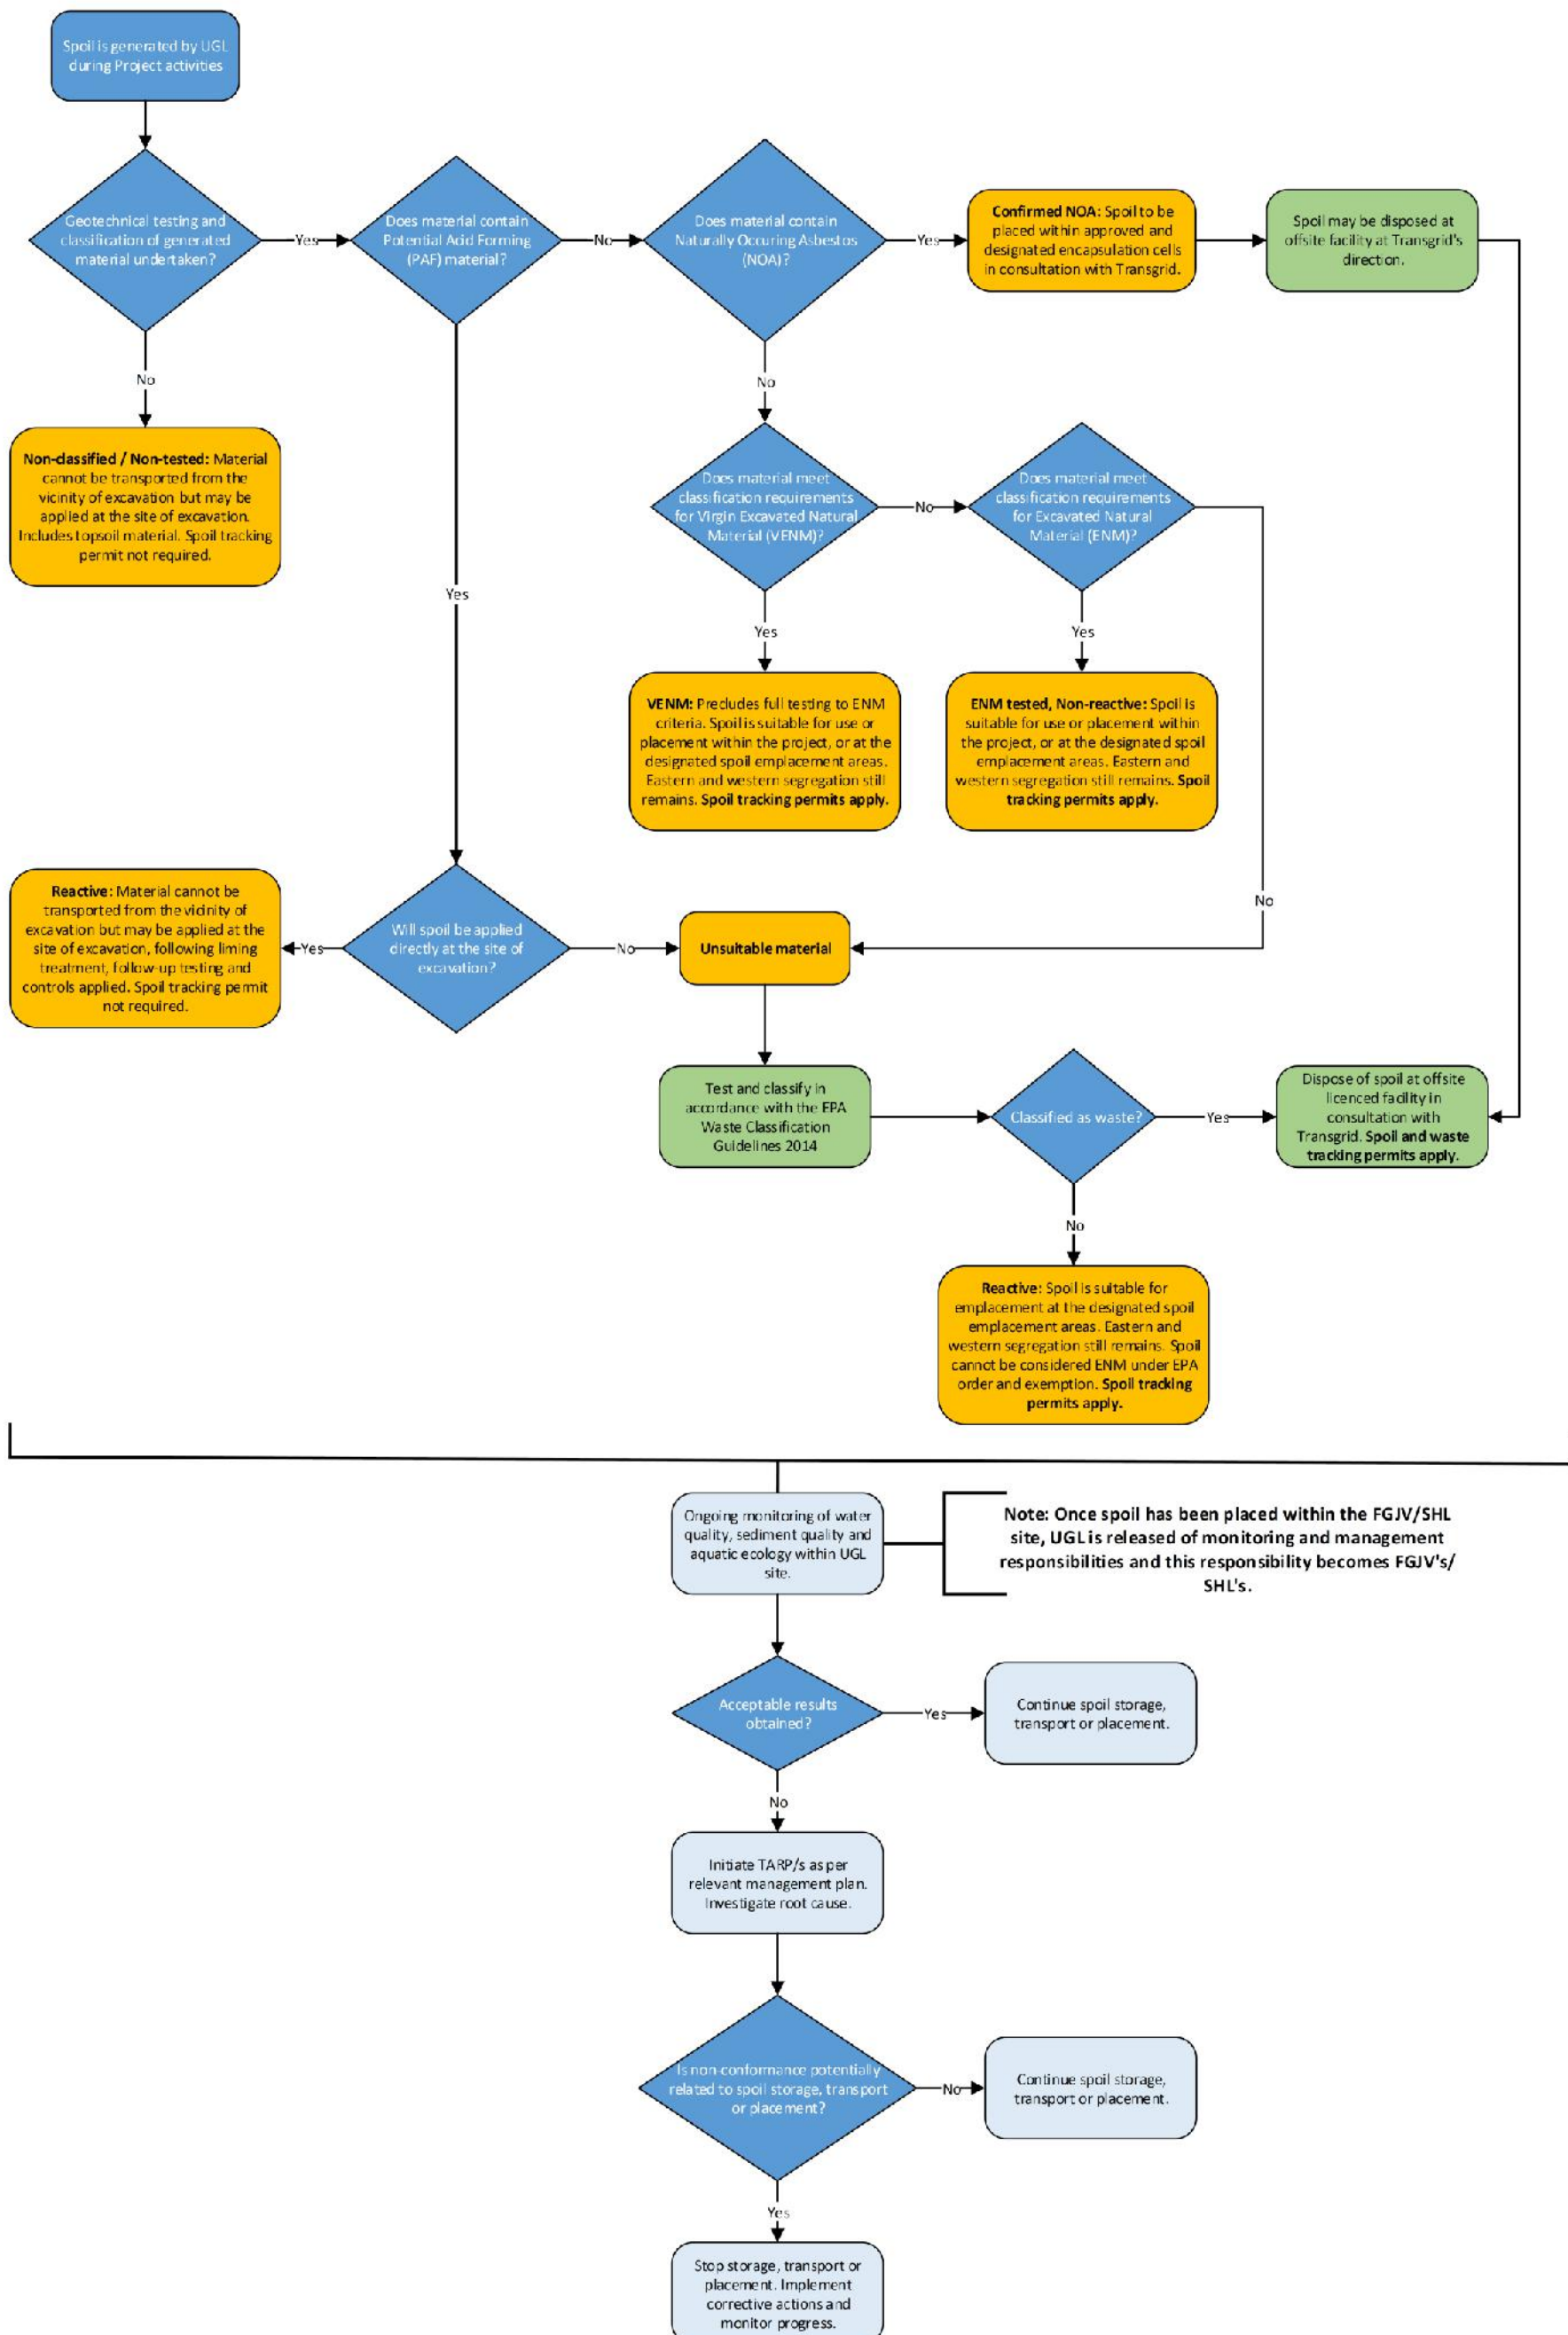 Spoil is generated by UGL
during Project activities
Geotechnical testing and
classification of generated
material undertaken?
Yes
Does material contain
Potential Acid Forming
(PAF) material?
No
Does material contain
Naturally Occuring Asbestos
(NOA)?
Yes
Confirmed NOA: Spoil to be
placed within approved and
designated encapsulation cells
in consultation with Transgrid.
Spoil may be disposed at
offsite facility at Transgrid's
direction.
No
Non-classified / Non-tested: Material
cannot be transported from the
vicinity of excavation but may be
applied at the site of excavation.
Includes topsoil material. Spoil tracking
permit not required.
No
Does material meet
classification requirements
for Virgin Excavated Natural
Material (VENM)?
No
Does material meet
classification requirements
for Excavated Natural
Material (ENM)?
Yes
Yes
Yes
VENM: Precludes full testing to ENM
criteria. Spoil is suitable for use or
placement within the project, or at the
designated spoil emplacement areas.
Eastern and western segregation still
remains. Spoil tracking permits apply.
ENM tested, Non-reactive: Spoil is
suitable for use or placement within
the project, or at the designated spoil
emplacement areas. Eastern and
western segregation still remains. Spoil
tracking permits apply.
No
Reactive: Material cannot be
transported from the vicinity of
excavation but may be applied at the
site of excavation, following liming
treatment, follow-up testing and
controls applied. Spoil tracking permit
not required.
Yes
Will spoil be applied
directly at the site of
excavation?
No
Unsuitable material
Test and classify in
accordance with the EPA
Waste Classification
Guidelines 2014
Classified as waste?
Yes
Dispose of spoil at offsite
licenced facility in
consultation with
Transgrid. Spoil and waste
tracking permits apply.
No
Reactive: Spoil is suitable for
emplacement at the designated spoil
emplacement areas. Eastern and
western segregation still remains. Spoil
cannot be considered ENM under EPA
order and exemption. Spoil tracking
permits apply.
Ongoing monitoring of water
quality, sediment quality and
aquatic ecology within UGL
site.
Note: Once spoil has been placed within the FGJV/SHL
site, UGL is released of monitoring and management
responsibilities and this responsibility becomes FGJV's/
SHL's.
Acceptable results
obtained?
Yes
Continue spoil storage,
transport or placement.
No
Initiate TARP/s as per
relevant management plan.
Investigate root cause.
Is non-conformance potentially
related to spoil storage, transport
or placement?
No
Continue spoil storage,
transport or placement.
Yes
Stop storage, transport or
placement. Implement
corrective actions and
monitor progress.